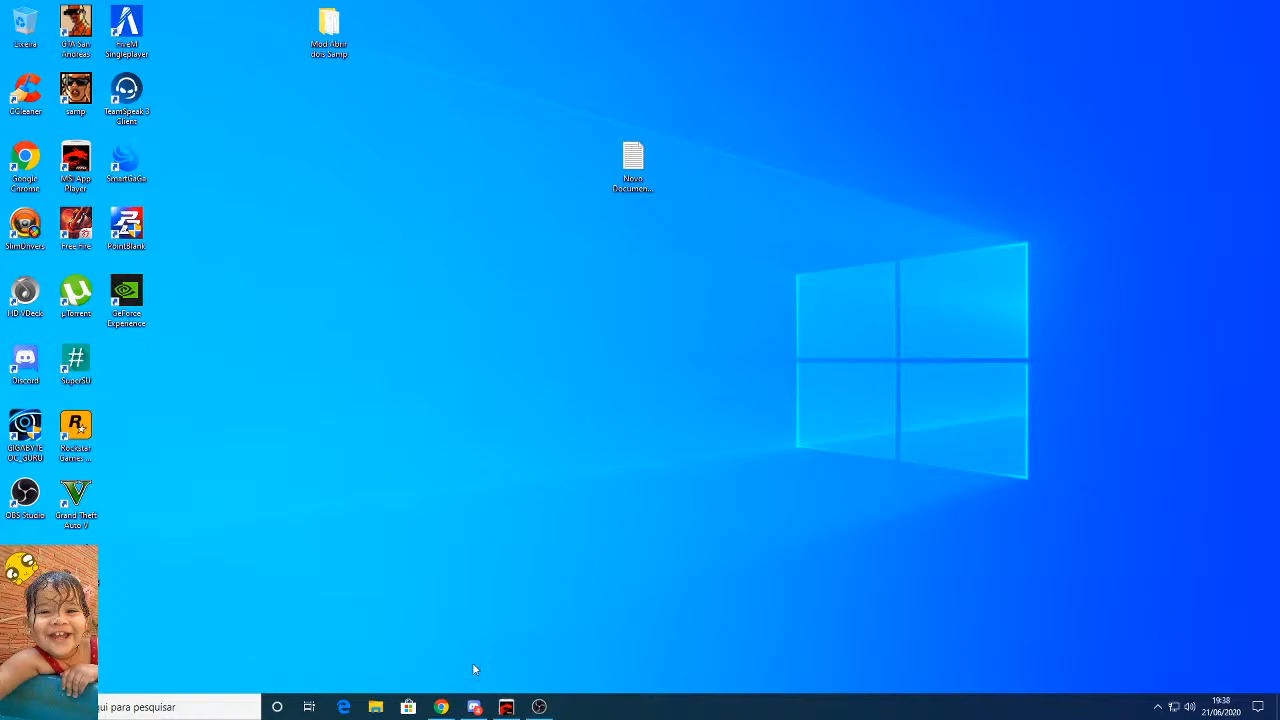 Lixeira
GTA San
Andreas
FiveM
Singleplayer
Mod Abrir
dois Samp
CCleaner
samp
TeamSpeak 3
Client
Google
Chrome
MSI App
Player
SmartGaGa
Novo
Documen...
SlimDrivers
Free Fire
PointBlank
HD VDeck
µTorrent
GeForce
Experience
Discord
SuperSU
GIGABYTE
OC_GURU
Rockstar
Games ...
OBS Studio
Grand Theft
Auto V
qui para pesquisar
19:38
21/06/2020